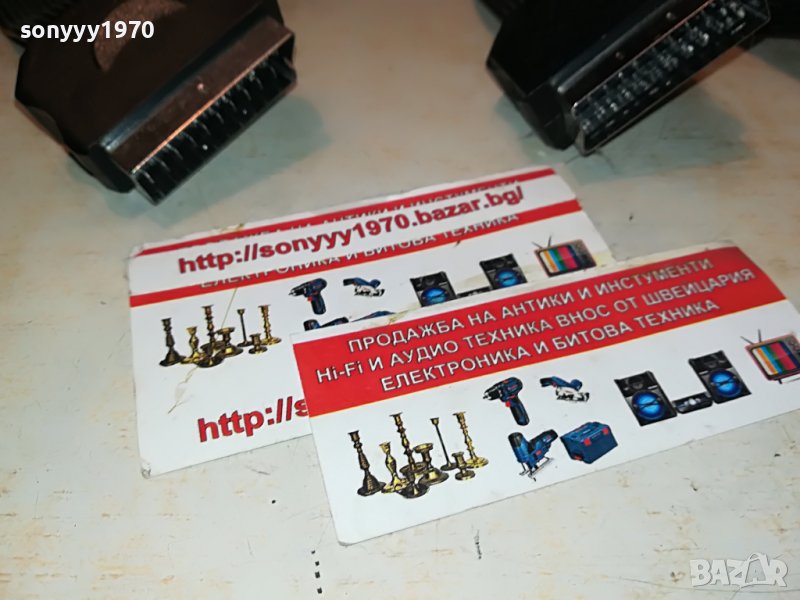 sonyyy1970
http://sonyyy1970.bazar.bg/
ЕЛЕКТРОНИКА И БИТОВА ТЕХНИКА
http://s
ПРОДАЖБА НА АНТИКИ И ИНСТУМЕНТИ
Hi-Fi И АУДИО ТЕХНИКА ВНОС ОТ ШВЕЙЦАРИЯ
ЕЛЕКТРОНИКА И БИТОВА ТЕХНИКА
BAZAR